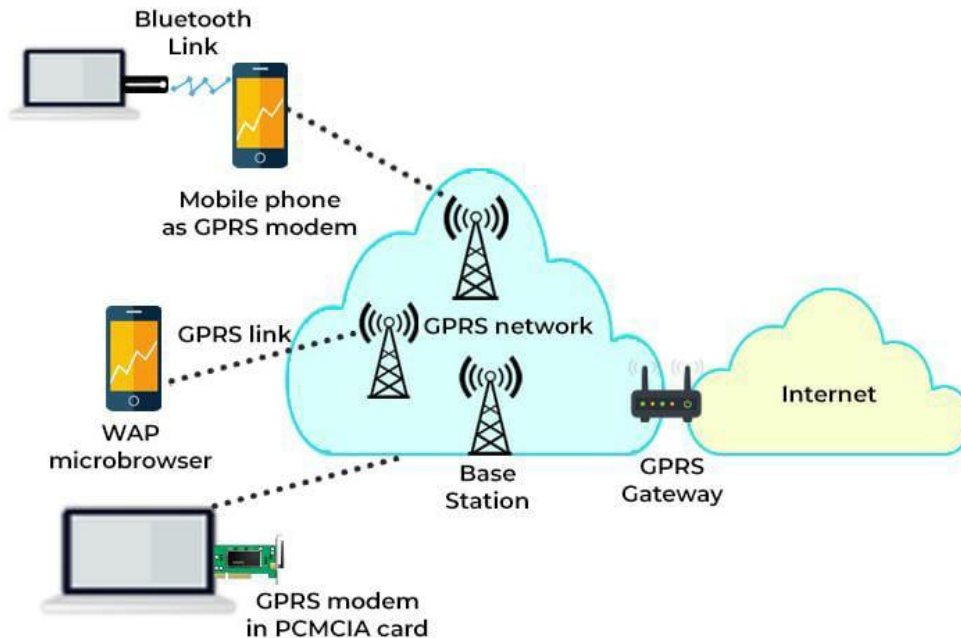 Bluetooth
Link
Mobile phone
as GPRS modem
GPRS link
GPRS network
WAP
microbrowser
Base
Station
GPRS
Gateway
Internet
GPRS modem
in PCMCIA card